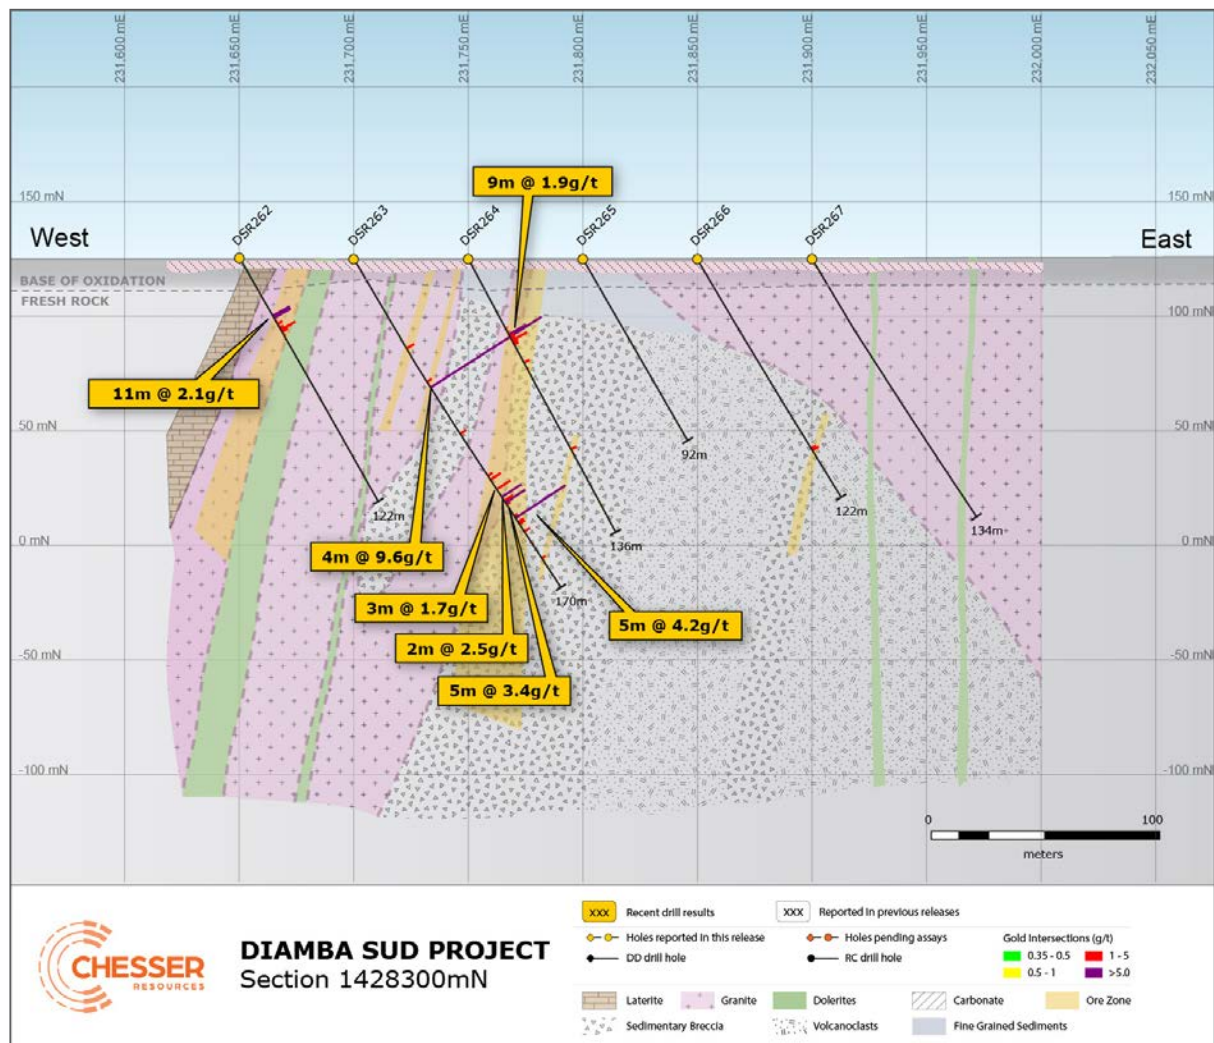 231.600 mE
231.650 mE
231.700 mE
231.750 mE
231.800 mE
231.850 mE
231.900 mE
231.950 mE
232.000 mE
232.050 mE
9m @ 1.9g/t
150 mN
150 mN
West
DSR262
DSR263
DSR264
DSR265
DSR266
DSR267
East
BASE OF OXIDATION
FRESH ROCK
100 mN
100 mN
11m @ 2.1g/t
50 mN
50 mN
92m
122m
122m
134m
136m
0 mN
0 mN
4m @ 9.6g/t
170m
3m @ 1.7g/t
5m @ 4.2g/t
2m @ 2.5g/t
-50 mN
-50 mN
5m @ 3.4g/t
-100 mN
-100 mN
0
100
meters
CHESSER
RESOURCES
DIAMBA SUD PROJECT
Section 1428300mN
XXX Recent drill results
XXX Reported in previous releases
Holes reported in this release
Holes pending assays
DD drill hole
RC drill hole
Gold Intersections (g/t)
0.35 - 0.5
1 - 5
0.5 - 1
>5.0
Laterite
Granite
Dolerites
Carbonate
Ore Zone
Sedimentary Breccia
Volcanoclasts
Fine Grained Sediments